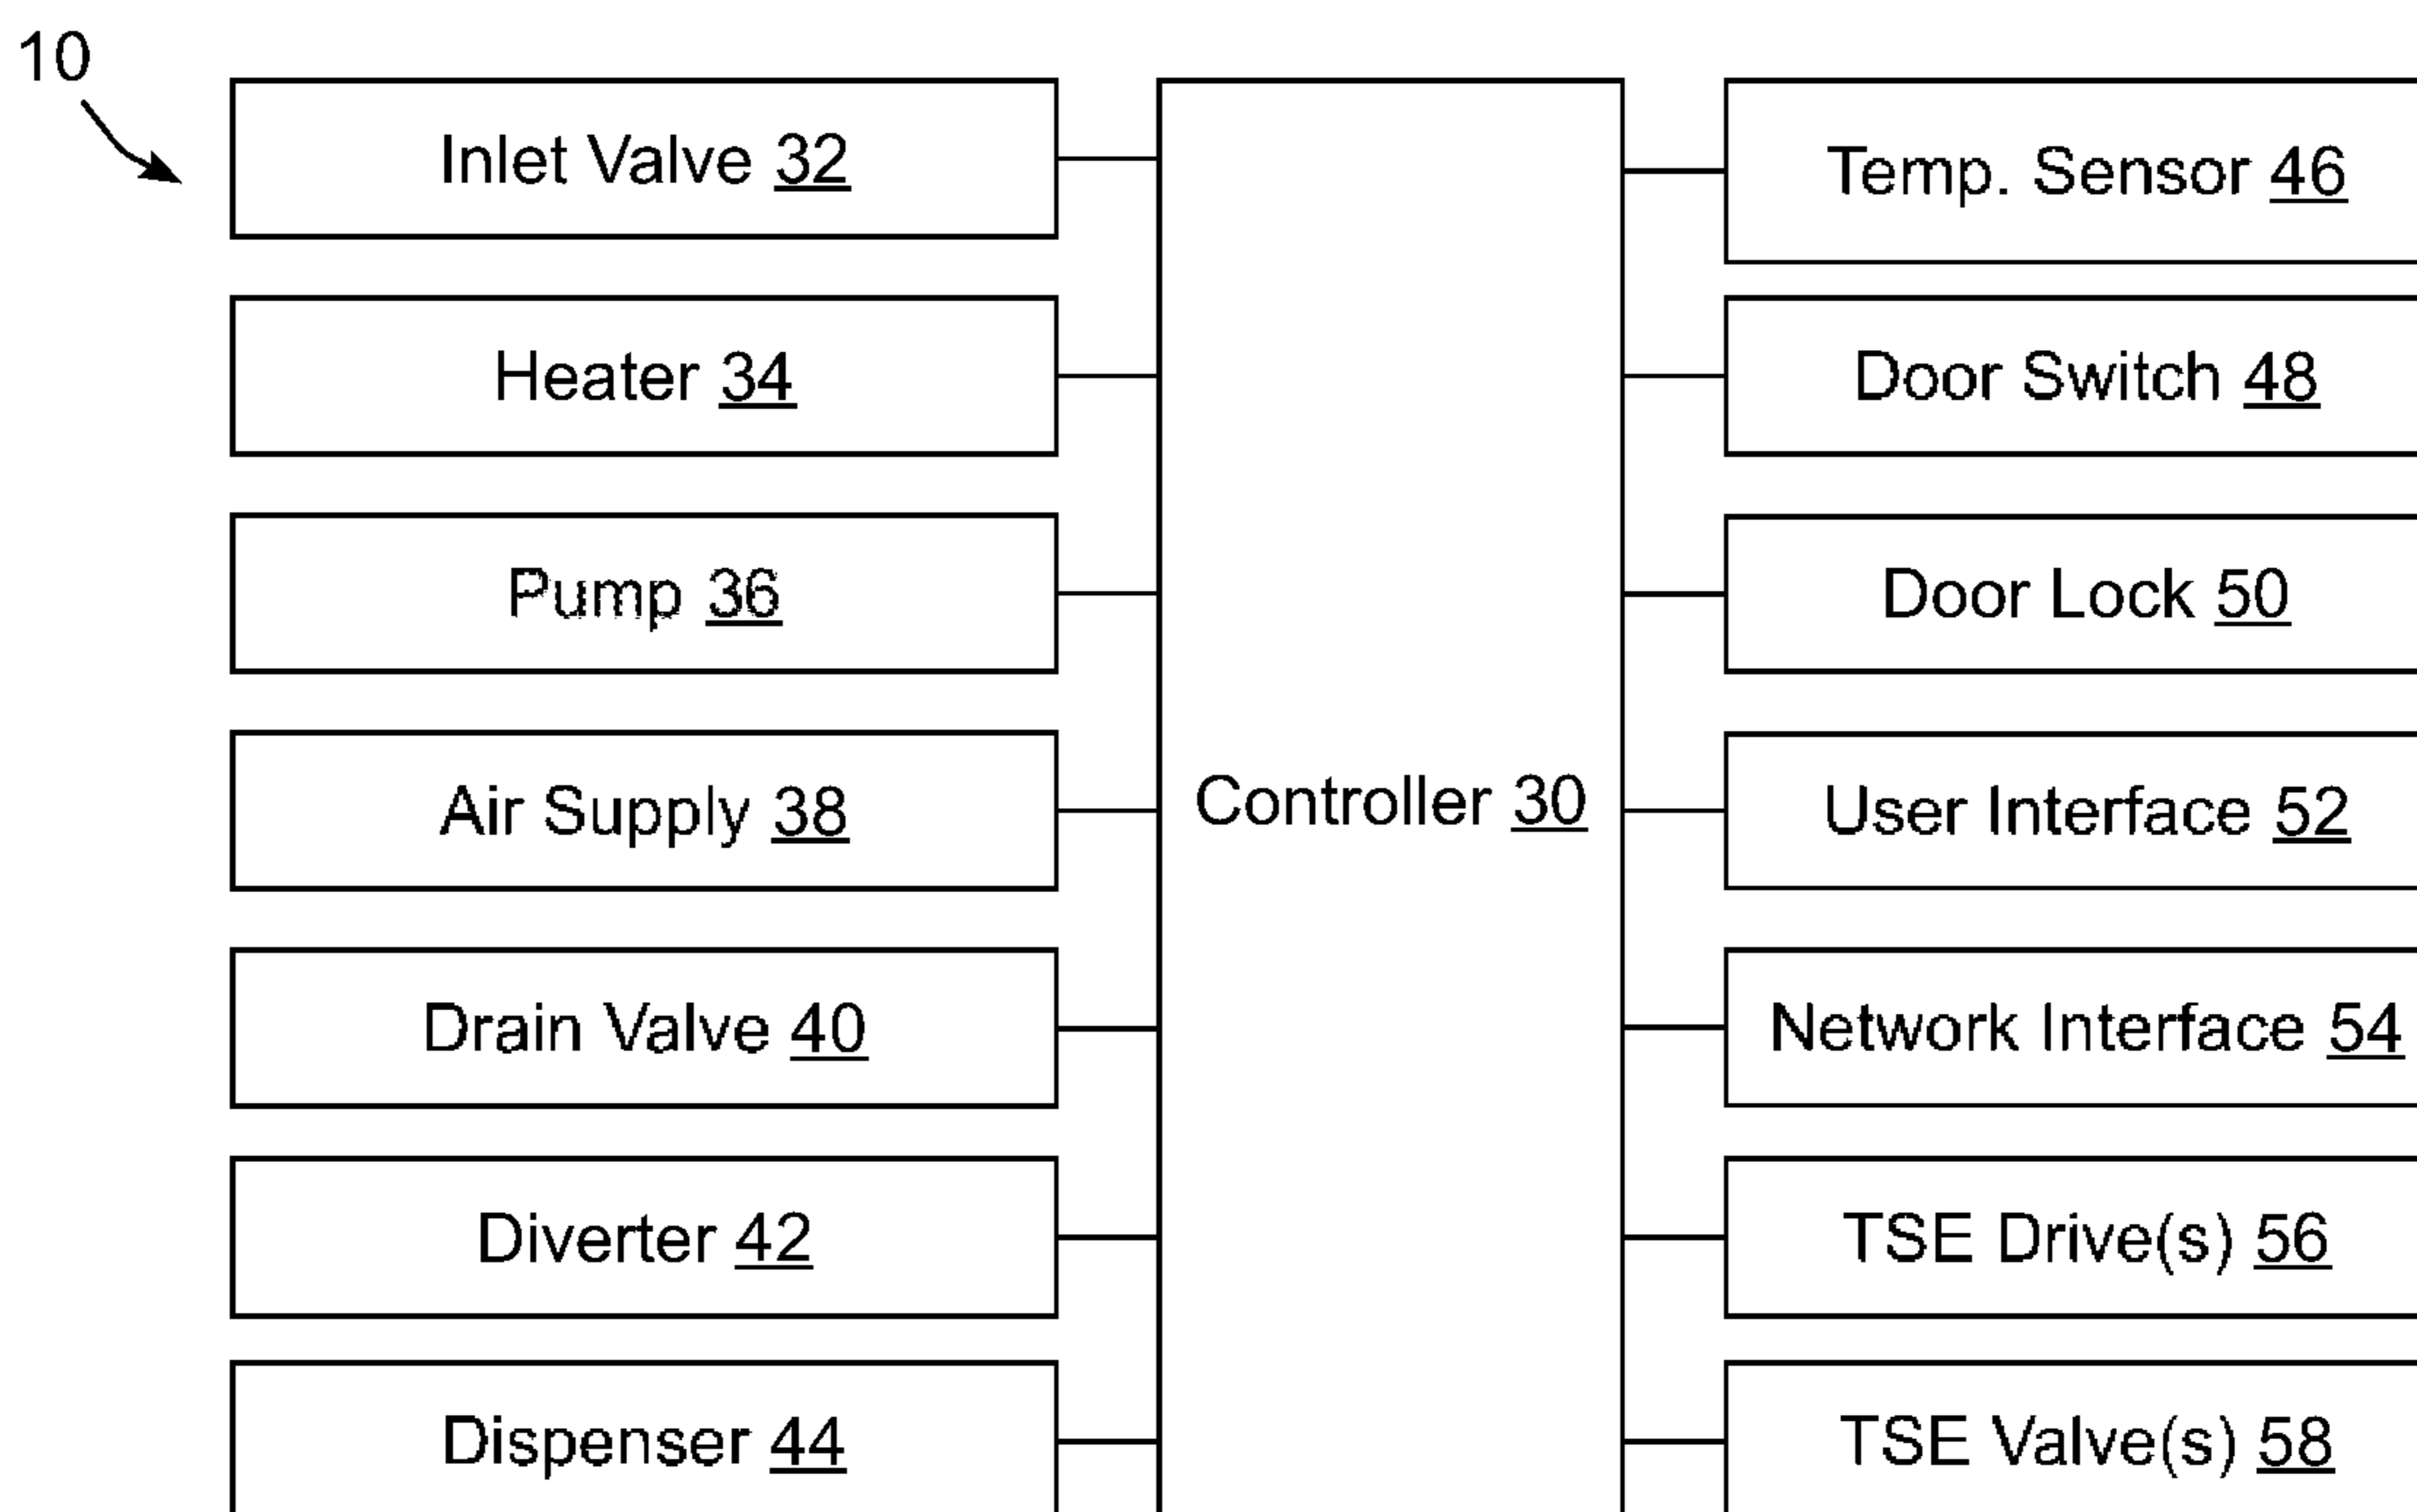 10
Inlet Valve 32
Heater 34
Pump 36
Air Supply 38
Drain Valve 40
Diverter 42
Dispenser 44
Controller 30
Temp. Sensor 46
Door Switch 48
Door Lock 50
User Interface 52
Network Interface 54
TSE Drive(s) 56
TSE Valve(s) 58